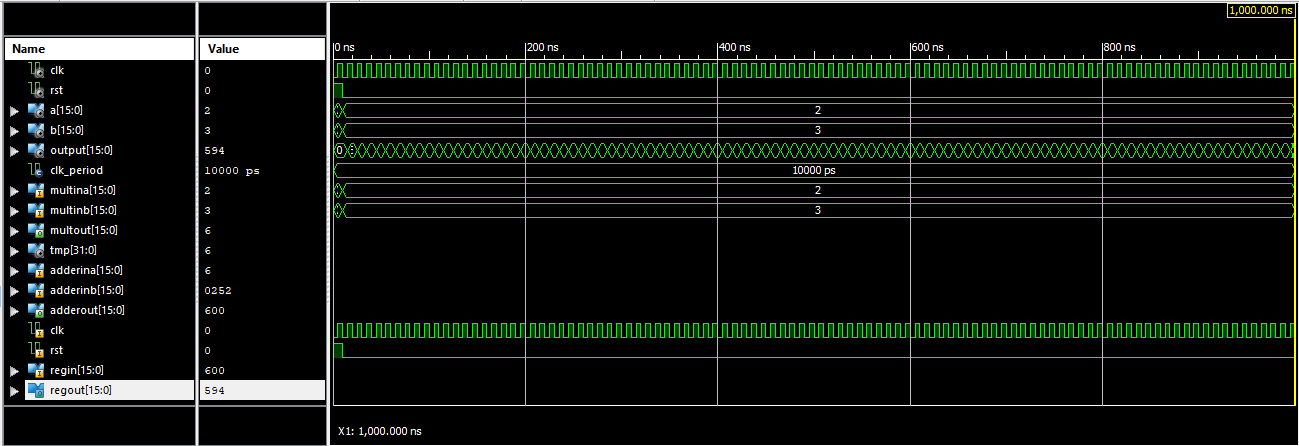 1,000.000 ns
Name Value 0 ns 200 ns 400 ns 600 ns 800 ns
clk 0
rst 0
a[15:0] 2 2
b[15:0] 3 3
output[15:0] 594 0
clk_period 10000 ps 10000 ps
multina[15:0] 2 2
multinb[15:0] 3 3
multout[15:0] 6
tmp[31:0] 6
adderina[15:0] 6
adderinb[15:0] 0252
adderout[15:0] 600
clk 0
rst 0
regin[15:0] 600
regout[15:0] 594
X1: 1,000.000 ns